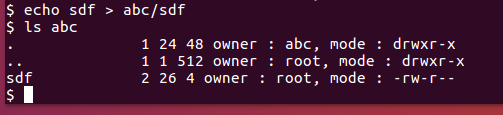 $ echo sdf > abc/sdf
$ ls abc
. 1 24 48 owner : abc, mode : drwxr-x
.. 1 1 512 owner : root, mode : drwxr-x
sdf 2 26 4 owner : root, mode : -rw-r--
$